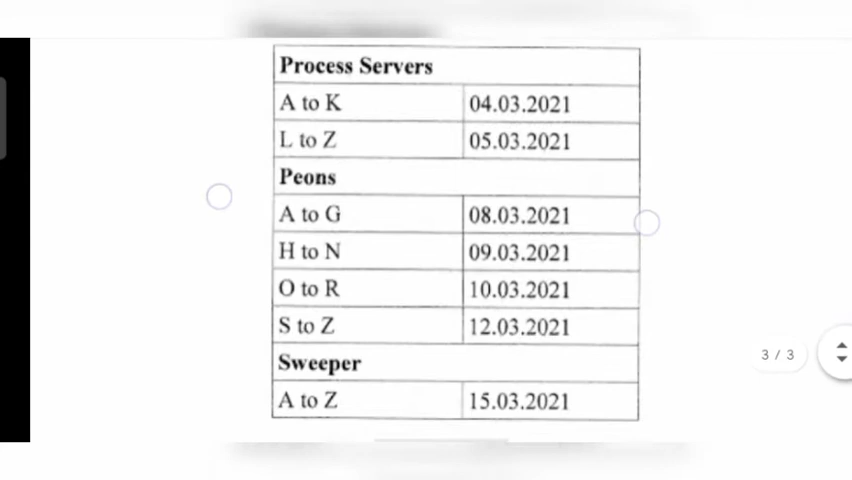 Process Servers
A to K 04.03.2021
L to Z 05.03.2021
Peons
A to G 08.03.2021
H to N 09.03.2021
O to R 10.03.2021
S to Z 12.03.2021
Sweeper
A to Z 15.03.2021
3 / 3